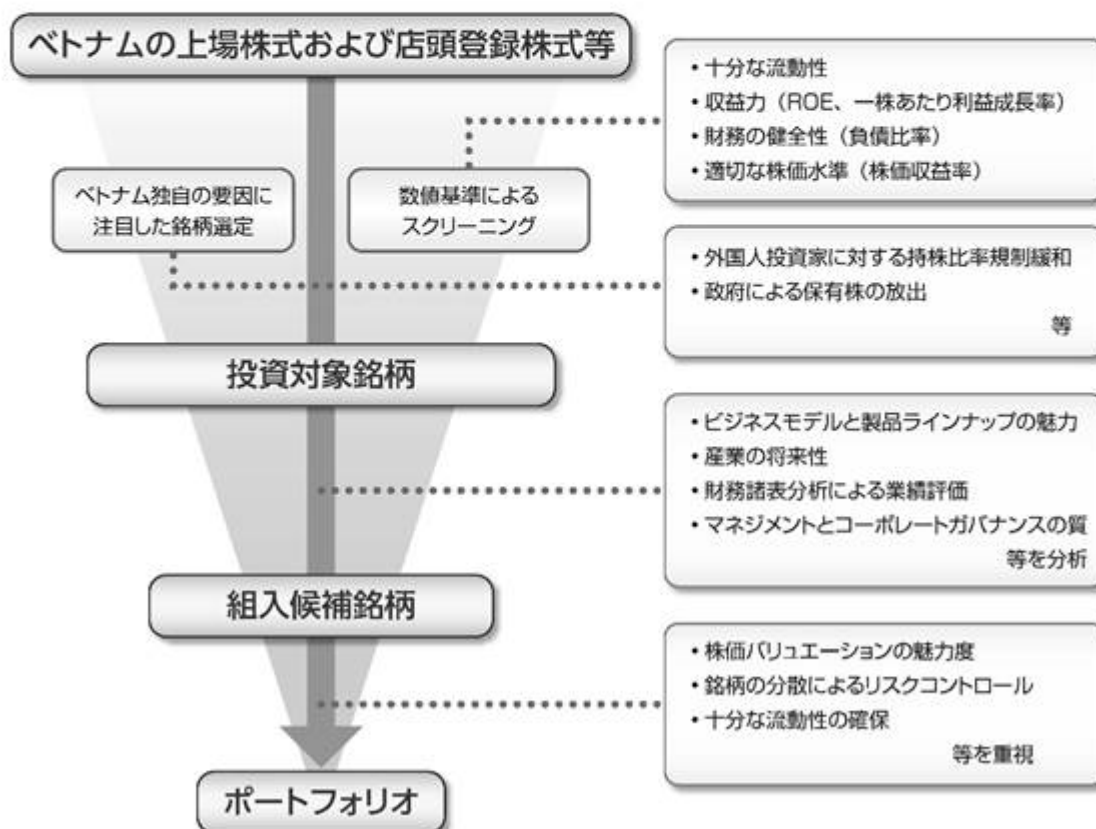 ベトナムの上場株式および店頭登録株式等
・十分な流動性
・収益力（ROE、一株あたり利益成長率）
・財務の健全性（負債比率）
・適切な株価水準（株価収益率）
ベトナム独自の要因に
注目した銘柄選定
数値基準による
スクリーニング
・外国人投資家に対する持株比率規制緩和
・政府による保有株の放出
等
投資対象銘柄
・ビジネスモデルと製品ラインナップの魅力
・産業の将来性
・財務諸表分析による業績評価
・マネジメントとコーポレートガバナンスの質
等を分析
組入候補銘柄
・株価バリュエーションの魅力度
・銘柄の分散によるリスクコントロール
・十分な流動性の確保
等を重視
ポートフォリオ